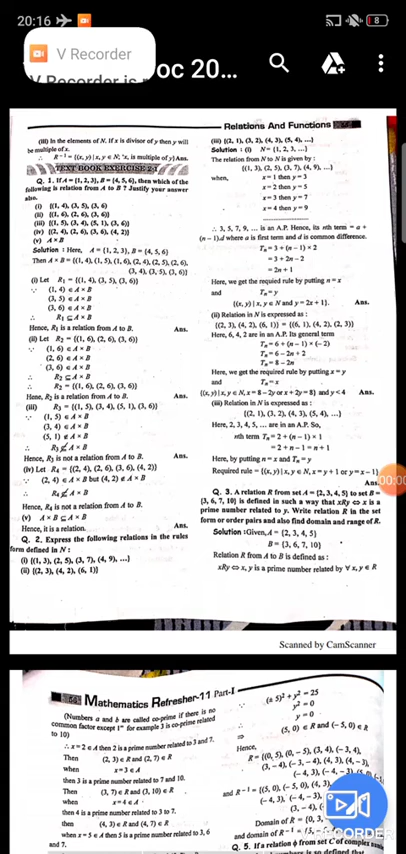 20:16
8
V Recorder
V Recorder is r
oc 20...
Relations And Functions
(iii) In the elements of N. If x is divisor of y then y will
be multiple of x.
∴ R⁻¹ = {(x, y) | x, y ∈ N; 'x, is multiple of y} Ans.
TEXT BOOK EXERCISE 2·1
Q. 1. If A = {1, 2, 3}, B = {4, 5, 6}, then which of the
following is relation from A to B ? Justify your answer
also.
(i) {(1, 4), (3, 5), (3, 6)
(ii) {(1, 6), (2, 6), (3, 6)}
(iii) {(1, 5), (3, 4), (5, 1), (3, 6)}
(iv) {(2, 4), (2, 6), (3, 6), (4, 2)}
(v) A × B
Solution : Here, A = {1, 2, 3}, B = {4, 5, 6}
Then A × B = {(1, 4), (1, 5), (1, 6), (2, 4), (2, 5), (2, 6),
(3, 4), (3, 5), (3, 6)}
(i) Let R₁ = {(1, 4), (3, 5), (3, 6)}
∵ (1, 4) ∈ A × B
(3, 5) ∈ A × B
(3, 6) ∈ A × B
∴ R₁ ⊆ A × B
Hence, R₁ is a relation from A to B. Ans.
(ii) Let R₂ = {(1, 6), (2, 6), (3, 6)}
∵ (1, 6) ∈ A × B
(2, 6) ∈ A × B
(3, 6) ∈ A × B
∴ R₂ ⊆ A × B
∴ R₂ = {(1, 6), (2, 6), (3, 6)}
Hene, R₂ is a relation from A to B. Ans.
(iii) R₃ = {(1, 5), (3, 4), (5, 1), (3, 6)}
∵ (1, 5) ∈ A × B
(3, 4) ∈ A × B
(5, 1) ∉ A × B
∴ R₃ ⊄ A × B
Hence, R₃ is not a relation from A to B. Ans.
(iv) Let R₄ = {(2, 4), (2, 6), (3, 6), (4, 2)}
∵ (2, 4) ∈ A × B but (4, 2) ∉ A × B
∴ R₄ ⊄ A × B
Hence, R₄ is not a relation from A to B.
(v) A × B ⊆ A × B
Hence, it is a relation. Ans.
Q. 2. Express the following relations in the rules
form defined in N :
(i) {(1, 3), (2, 5), (3, 7), (4, 9), ...}
(ii) {(2, 3), (4, 2), (6, 1)}
(iii) {(2, 1), (3, 2), (4, 3), (5, 4), ...}
Solution : (i) N = {1, 2, 3, ...}
The relation from N to N is given by :
{(1, 3), (2, 5), (3, 7), (4, 9), ...}
when, x = 1 then y = 3
x = 2 then y = 5
x = 3 then y = 7
x = 4 then y = 9
∴ 3, 5, 7, 9, ... is an A.P. Hence, its nth term = a +
(n – 1).d where a is first term and d is common difference.
Tₙ = 3 + (n – 1) × 2
= 3 + 2n – 2
= 2n + 1
Here, we get the required rule by putting n = x
and Tₙ = y
{(x, y) | x, y ∈ N and y = 2x + 1}. Ans.
(ii) Relation in N is expressed as :
{(2, 3), (4, 2), (6, 1)} = {(6, 1), (4, 2), (2, 3)}
Here, 6, 4, 2 are in A.P. Its general term
Tₙ = 6 + (n – 1) × (–2)
Tₙ = 6 – 2n + 2
Tₙ = 8 – 2n
Here, we get the required rule by putting x = y
and Tₙ = x
{(x, y) | x, y ∈ N, x = 8 – 2y or x + 2y = 8} and y < 4 Ans.
(iii) Relation in N is expressed as :
{(2, 1), (3, 2), (4, 3), (5, 4), ...}
Here, 2, 3, 4, 5, ... are in A.P. So,
nth term Tₙ = 2 + (n – 1) × 1
= 2 + n – 1 = n + 1
Here, by putting n = x and Tₙ = y
Required rule = {(x, y) | x, y ∈ N, x = y + 1 or y = x – 1}
Ans.
00:00
Q. 3. A relation R from set A = {2, 3, 4, 5} to set B =
{3, 6, 7, 10} is defined in such a way that xRy ⇔ x is a
prime number related to y. Write relation R in the set
form or order pairs and also find domain and range of R.
Solution : Given, A = {2, 3, 4, 5}
B = {3, 6, 7, 10}
Relation R from A to B is defined as :
xRy ⇔ x, y is a prime number related by ∀ x, y ∈ R
Scanned by CamScanner
Mathematics Refresher-11 Part-I
(Numbers a and b are called co-prime if there is no
common factor except 1" for example 3 is co-prime related
to 10)
∴ x = 2 ∈ A then 2 is a prime number related to 3 and 7.
Then (2, 3) ∈ R and (2, 7) ∈ R
when x = 3 ∈ A
then 3 is a prime number related to 7 and 10.
Then (3, 7) ∈ R and (3, 10) ∈ R
when x = 4 ∈ A
then 4 is a prime number related to 3 to 7.
then (4, 3) ∈ R and (4, 7) ∈ R
when x = 5 ∈ A then 5 is a prime number related to 3, 6
and 7.
∵ (± 5)² + y² = 25
y² = 0
y = 0
⇒ (5, 0) ∈ R and (– 5, 0) ∈ R
Hence,
R = {(0, 5), (0, – 5), (3, 4), (– 3, 4),
(3, – 4), (– 3, – 4), (4, 3), (4, – 3),
(– 4, 3), (– 4, – 3)
and R⁻¹ = {(5, 0), (– 5, 0), (4, 3),
(– 4, 3), (– 4, – 3),
(3, – 4),
Domain of R = {0, 3,
and domain of R⁻¹ =
RECORDER
Q. 5. If a relation ϕ from set C of complex